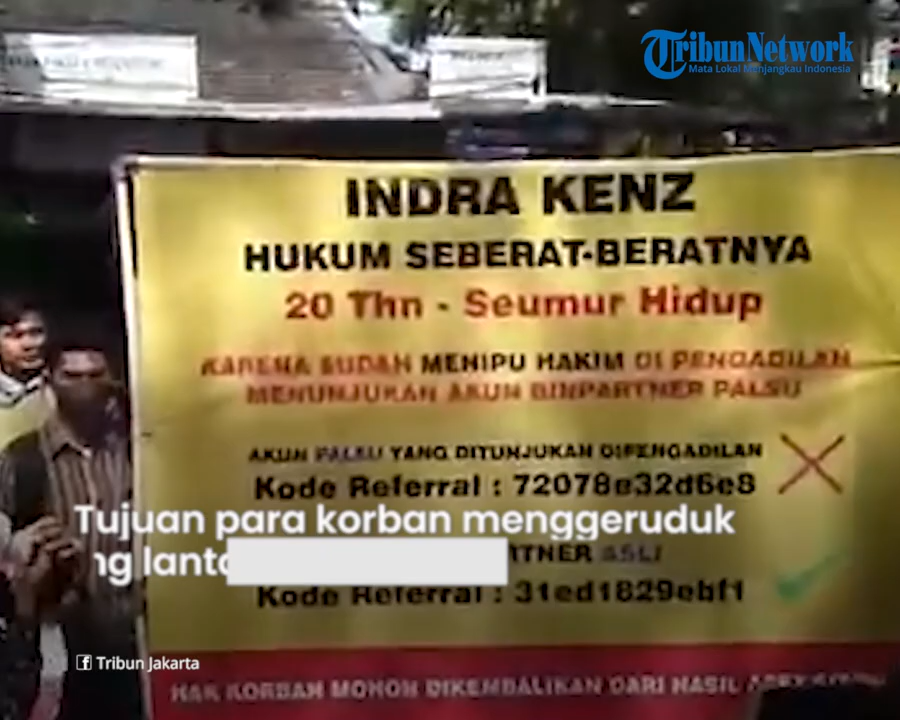 TribunNetwork
Mata Lokal Menjangkau Indonesia
INDRA KENZ
HUKUM SEBERAT-BERATNYA
20 Thn - Seumur Hidup
KARENA SUDAH MENIPU HAKIM DI PENGADILAN
MENUNJUKAN AKUN BINPARTNER PALSU
AKUN PALSU YANG DITUNJUKAN DIPENGADILAN
Kode Referral : 72078e32d6e8
Tujuan para korban menggeruduk
ASLI
Kode Referral : 31ed1829ebf1
Tribun Jakarta
HAK KORBAN MOHON DIKEMBALIKAN DARI HASIL